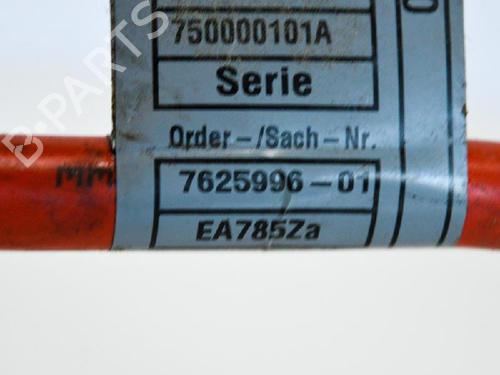 750000101A
Serie
Order-/Sach-Nr.
7625996-01
EA785Za
B-PARTS